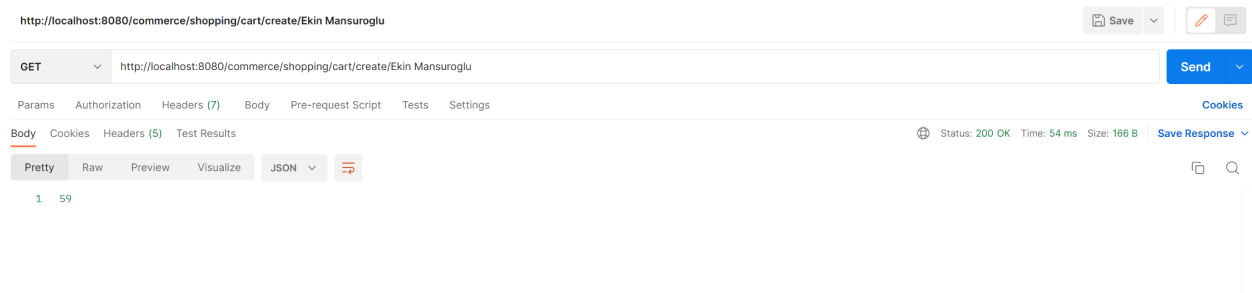 http://localhost:8080/commerce/shopping/cart/create/Ekin Mansuroglu Save
GET http://localhost:8080/commerce/shopping/cart/create/Ekin Mansuroglu Send
Params Authorization Headers (7) Body Pre-request Script Tests Settings Cookies
Body Cookies Headers (5) Test Results Status: 200 OK Time: 54 ms Size: 166 B Save Response
Pretty Raw Preview Visualize JSON
1 59